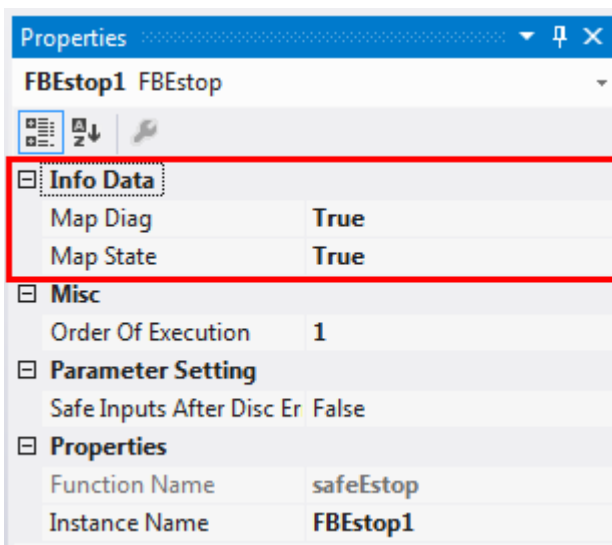 Properties
FBEstop1 FBEstop
Info Data
Map Diag True
Map State True
Misc
Order Of Execution 1
Parameter Setting
Safe Inputs After Disc Er False
Properties
Function Name safeEstop
Instance Name FBEstop1